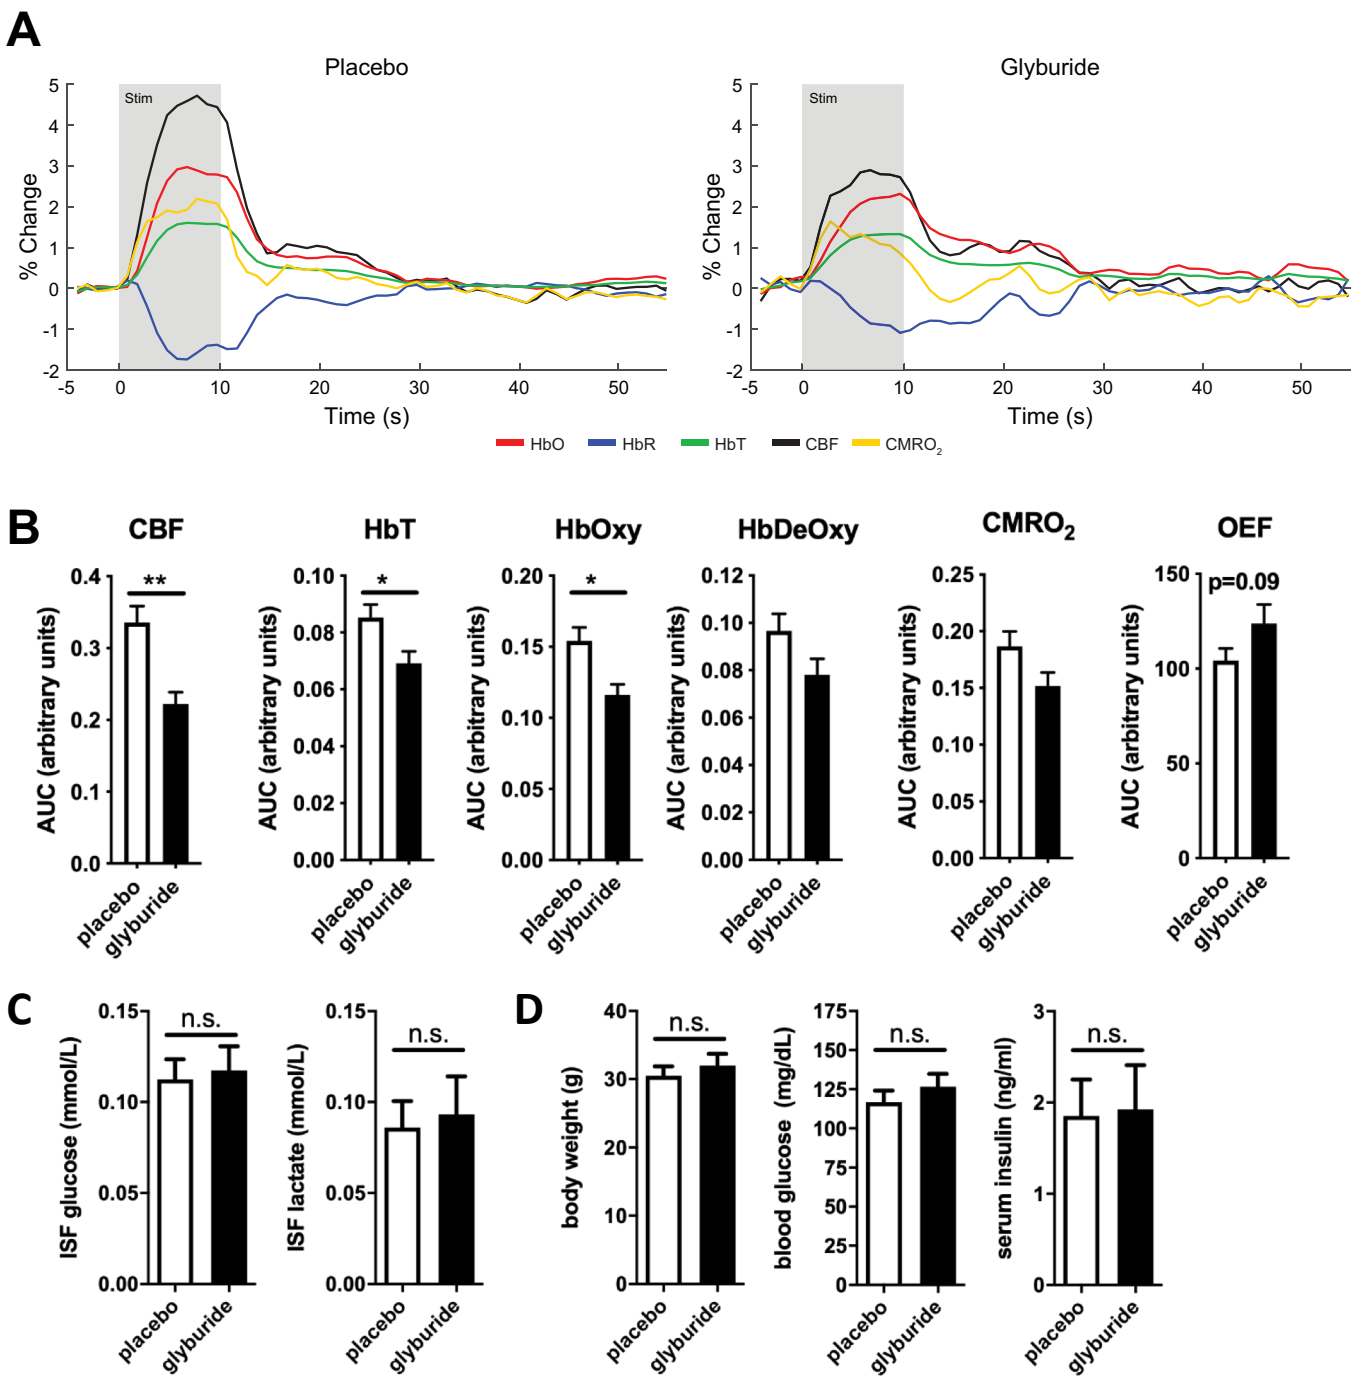 A
Placebo
Glyburide
% Change
5
4
3
2
1
0
-1
-2
Stim
-5
0
10
20
30
40
50
Time (s)
% Change
5
4
3
2
1
0
-1
-2
Stim
-5
0
10
20
30
40
50
Time (s)
HbO
HbR
HbT
CBF
CMRO2
B
CBF
AUC (arbitrary units)
0.4
0.3
0.2
0.1
0.0
**
placebo
glyburide
HbT
AUC (arbitrary units)
0.10
0.08
0.06
0.04
0.02
0.00
*
placebo
glyburide
HbOxy
AUC (arbitrary units)
0.20
0.15
0.10
0.05
0.00
*
placebo
glyburide
HbDeOxy
AUC (arbitrary units)
0.12
0.10
0.08
0.06
0.04
0.02
0.00
placebo
glyburide
CMRO2
AUC (arbitrary units)
0.25
0.20
0.15
0.10
0.05
0.00
placebo
glyburide
OEF
AUC (arbitrary units)
150
100
50
0
p=0.09
placebo
glyburide
C
ISF glucose (mmol/L)
0.15
0.10
0.05
0.00
n.s.
placebo
glyburide
ISF lactate (mmol/L)
0.15
0.10
0.05
0.00
n.s.
placebo
glyburide
D
body weight (g)
40
30
20
10
0
n.s.
placebo
glyburide
blood glucose (mg/dL)
175
150
125
100
75
50
25
0
n.s.
placebo
glyburide
serum insulin (ng/ml)
3
2
1
0
n.s.
placebo
glyburide